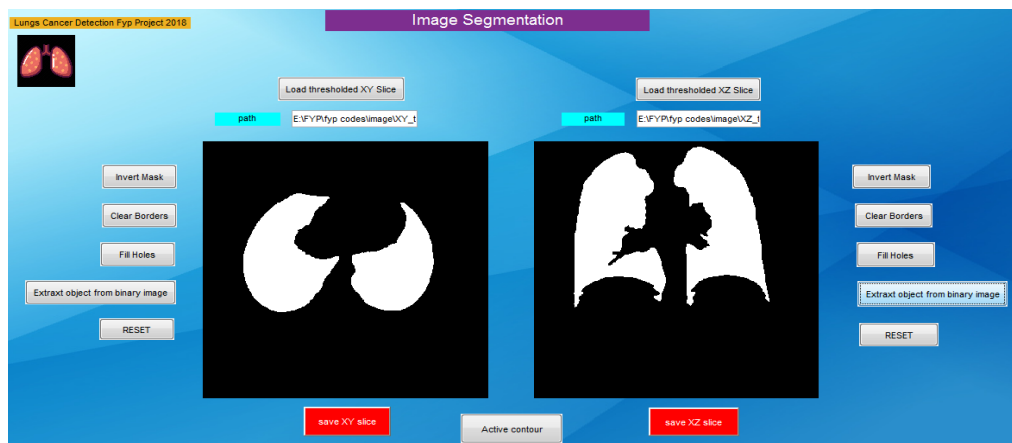 Lungs Cancer Detection Fyp Project 2018
Image Segmentation
Load thresholded XY Slice
Load thresholded XZ Slice
path
E:\FYP\fyp codes\image\XY_t
path
E:\FYP\fyp codes\image\XZ_t
Invert Mask
Invert Mask
Clear Borders
Clear Borders
Fill Holes
Fill Holes
Extraxt object from binary image
Extraxt object from binary image
RESET
RESET
save XY slice
save XZ slice
Active contour